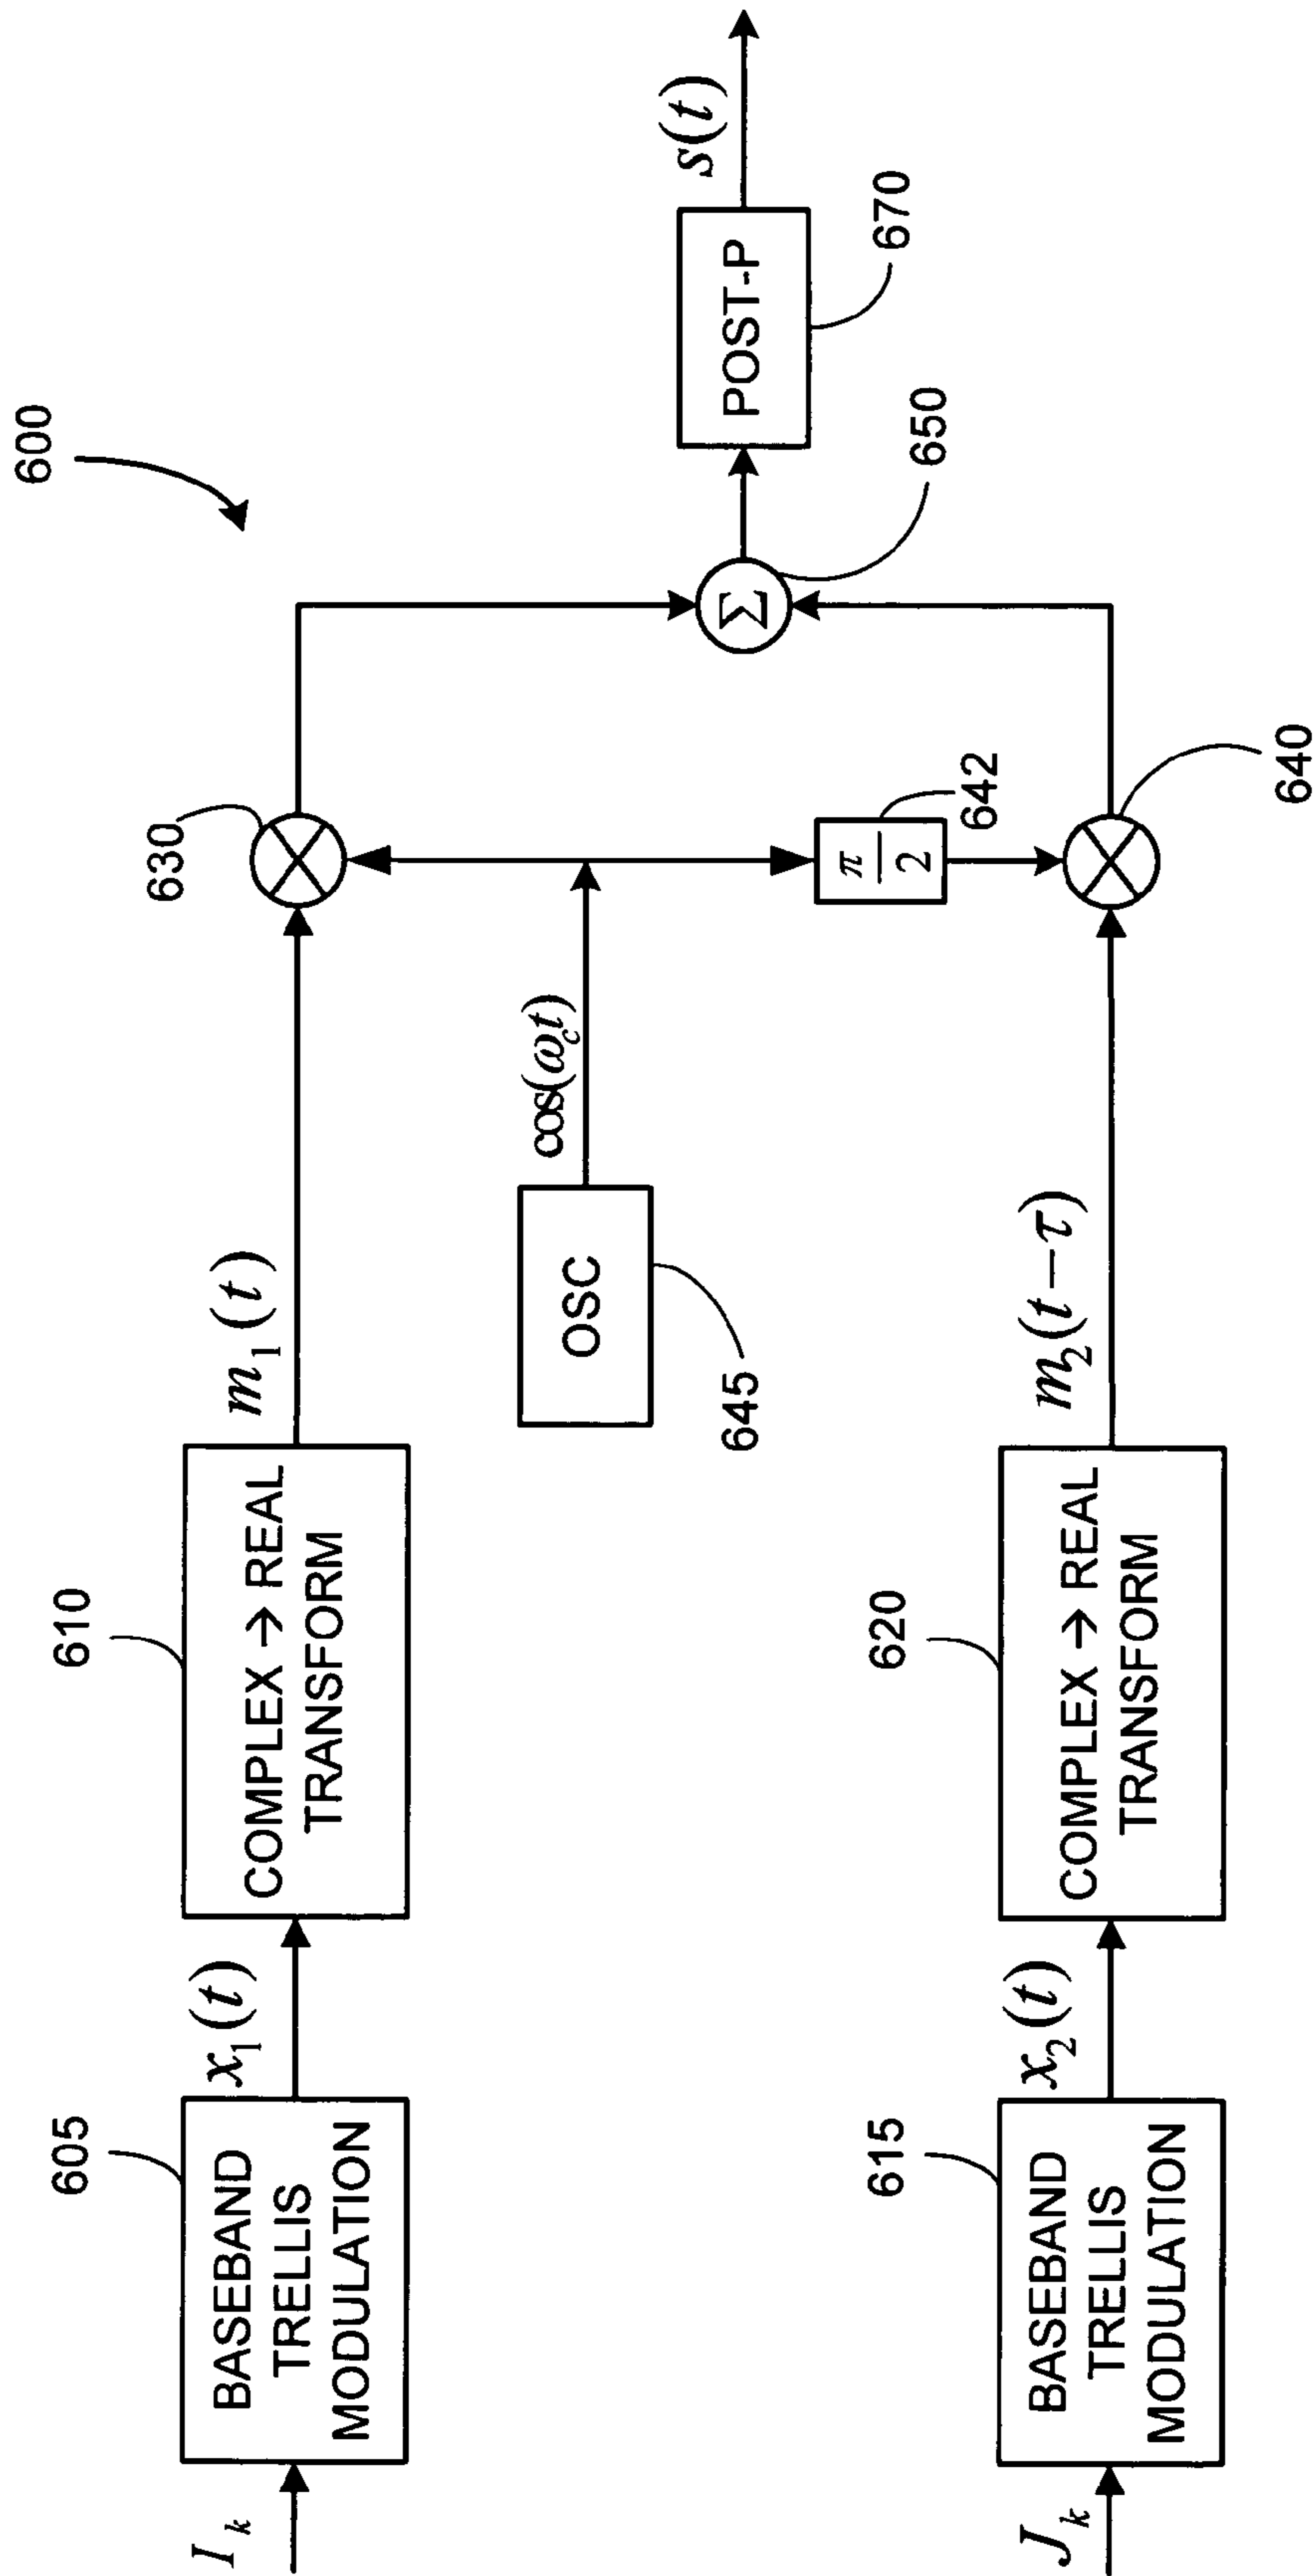 600
I_k
BASEBAND
TRELLIS
MODULATION
605
x_1(t)
COMPLEX → REAL
TRANSFORM
610
m_1(t)
630
OSC
645
cos(ω_c t)
π/2
642
Σ
650
POST-P
670
s(t)
J_k
BASEBAND
TRELLIS
MODULATION
615
x_2(t)
COMPLEX → REAL
TRANSFORM
620
m_2(t−τ)
640